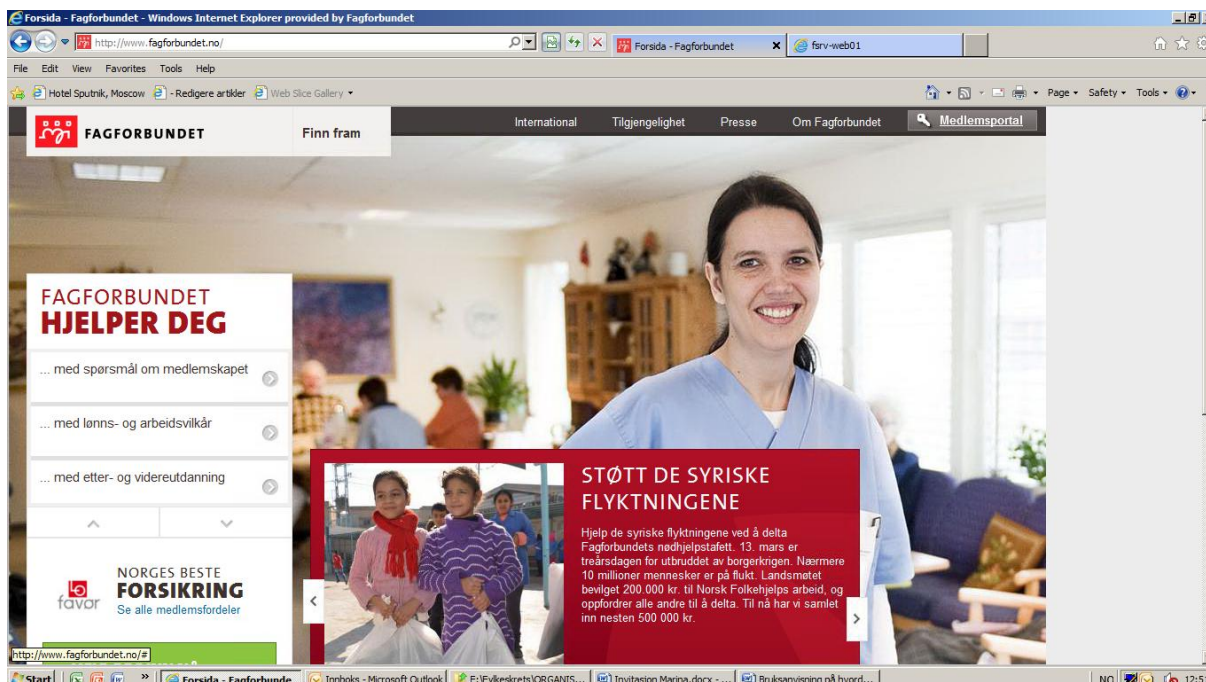 Forsida - Fagforbundet - Windows Internet Explorer provided by Fagforbundet
http://www.fagforbundet.no/
Forsida - Fagforbundet
fsrv-web01
File Edit View Favorites Tools Help
Hotel Sputnik, Moscow - Redigere artikler Web Slice Gallery
Page Safety Tools
FAGFORBUNDET
Finn fram
International Tilgjengelighet Presse Om Fagforbundet Medlemsportal
FAGFORBUNDET
HJELPER DEG
... med spørsmål om medlemskapet
... med lønns- og arbeidsvilkår
... med etter- og videreutdanning
LO
favør
NORGES BESTE
FORSIKRING
Se alle medlemsfordeler
STØTT DE SYRISKE
FLYKTNINGENE
Hjelp de syriske flyktningene ved å delta
Fagforbundets nødhjelpstafett. 13. mars er
treårsdagen for utbruddet av borgerkrigen. Nærmere
10 millioner mennesker er på flukt. Landsmøtet
bevilget 200.000 kr. til Norsk Folkehjelps arbeid, og
oppfordrer alle andre til å delta. Til nå har vi samlet
inn nesten 500 000 kr.
http://www.fagforbundet.no/#
Start Forsida - Fagforbunde... Innboks - Microsoft Outlook Invitasjon Marina.docx - ... Bruksanvisning på hvord... NO